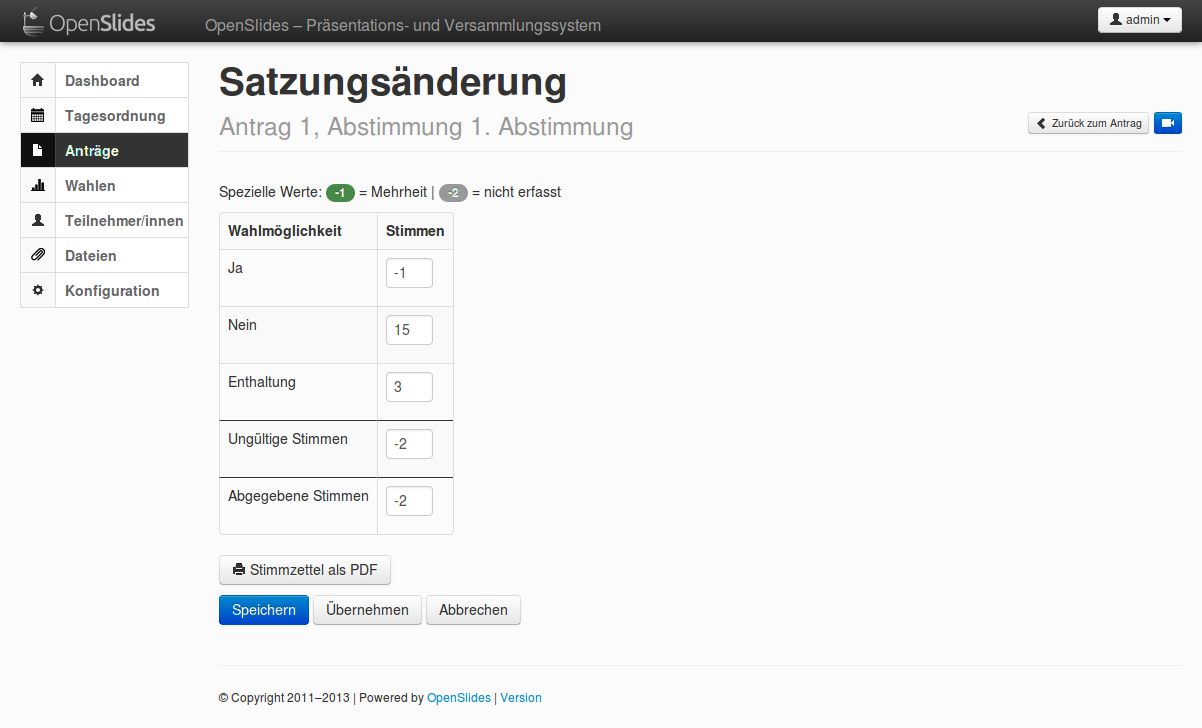 OpenSlides OpenSlides – Präsentations- und Versammlungssystem admin
Dashboard
Tagesordnung
Anträge
Wahlen
Teilnehmer/innen
Dateien
Konfiguration
Satzungsänderung
Antrag 1, Abstimmung 1. Abstimmung
Zurück zum Antrag
Spezielle Werte: -1 = Mehrheit | -2 = nicht erfasst
Wahlmöglichkeit Stimmen
Ja -1
Nein 15
Enthaltung 3
Ungültige Stimmen -2
Abgegebene Stimmen -2
Stimmzettel als PDF
Speichern Übernehmen Abbrechen
© Copyright 2011–2013 | Powered by OpenSlides | Version